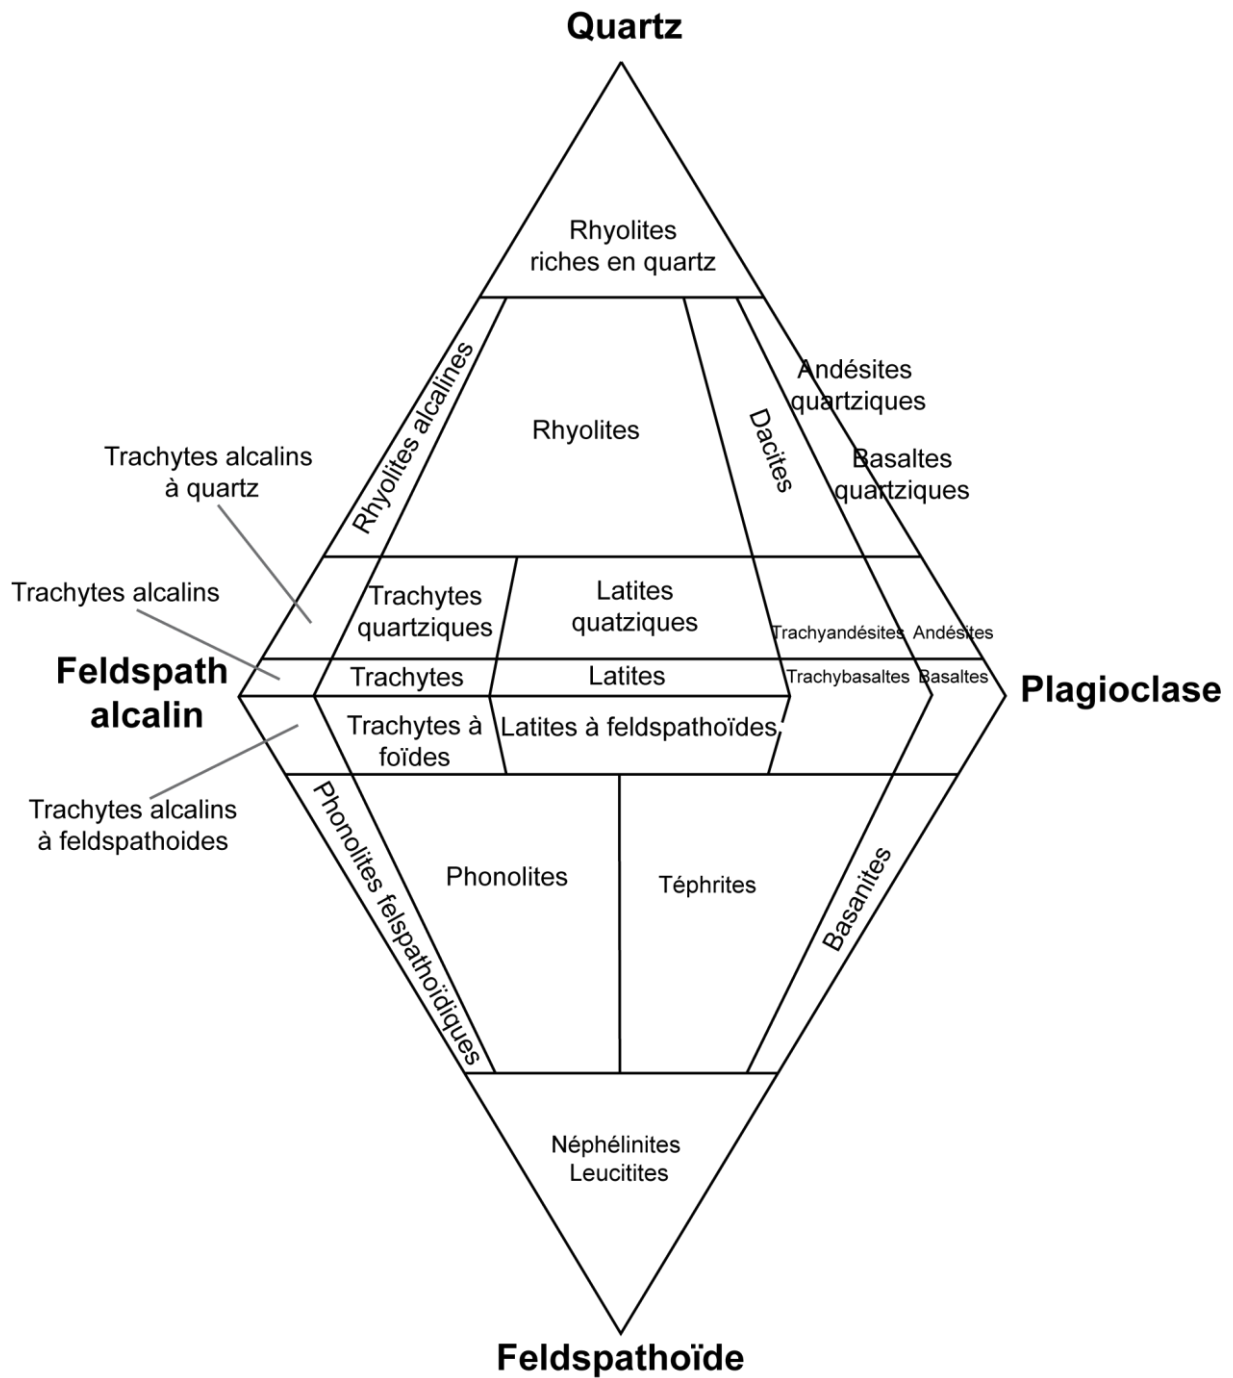 Quartz
Rhyolites
riches en quartz
Rhyolites alcalines
Rhyolites
Dacites
Andésites
quartziques
Basaltes
quartziques
Trachytes alcalins
à quartz
Trachytes alcalins
Trachytes
quartziques
Latites
quatziques
Trachyandésites
Andésites
Feldspath
alcalin
Trachytes
Latites
Trachybasaltes
Basaltes
Plagioclase
Trachytes à
foïdes
Latites à feldspathoïdes
Trachytes alcalins
à feldspathoides
Phonolites felspathoïdiques
Phonolites
Téphrites
Basanites
Néphélinites
Leucitites
Feldspathoïde